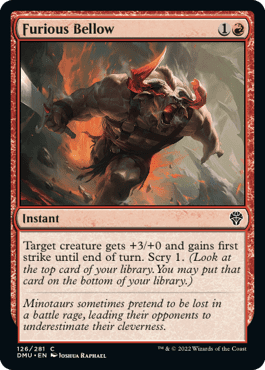 Furious Bellow 1
Instant
Target creature gets +3/+0 and gains first
strike until end of turn. Scry 1. (Look at
the top card of your library. You may put that
card on the bottom of your library.)
Minotaurs sometimes pretend to be lost in
a battle rage, leading their opponents to
underestimate their cleverness.
126/281 C
DMU • EN Joshua Raphael
™ & © 2022 Wizards of the Coast